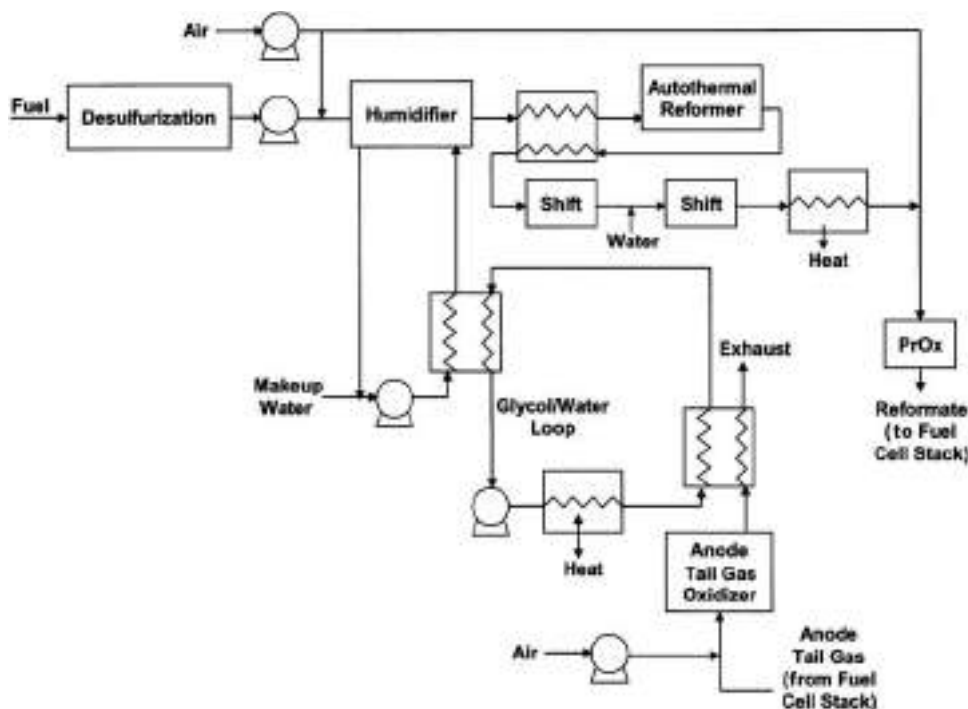 Air
Fuel
Desulfurization
Humidifier
Autothermal
Reformer
Shift
Water
Shift
Heat
PrOx
Reformate
(to Fuel
Cell Stack)
Makeup
Water
Glycol/Water
Loop
Exhaust
Heat
Anode
Tail Gas
Oxidizer
Air
Anode
Tail Gas
(from Fuel
Cell Stack)